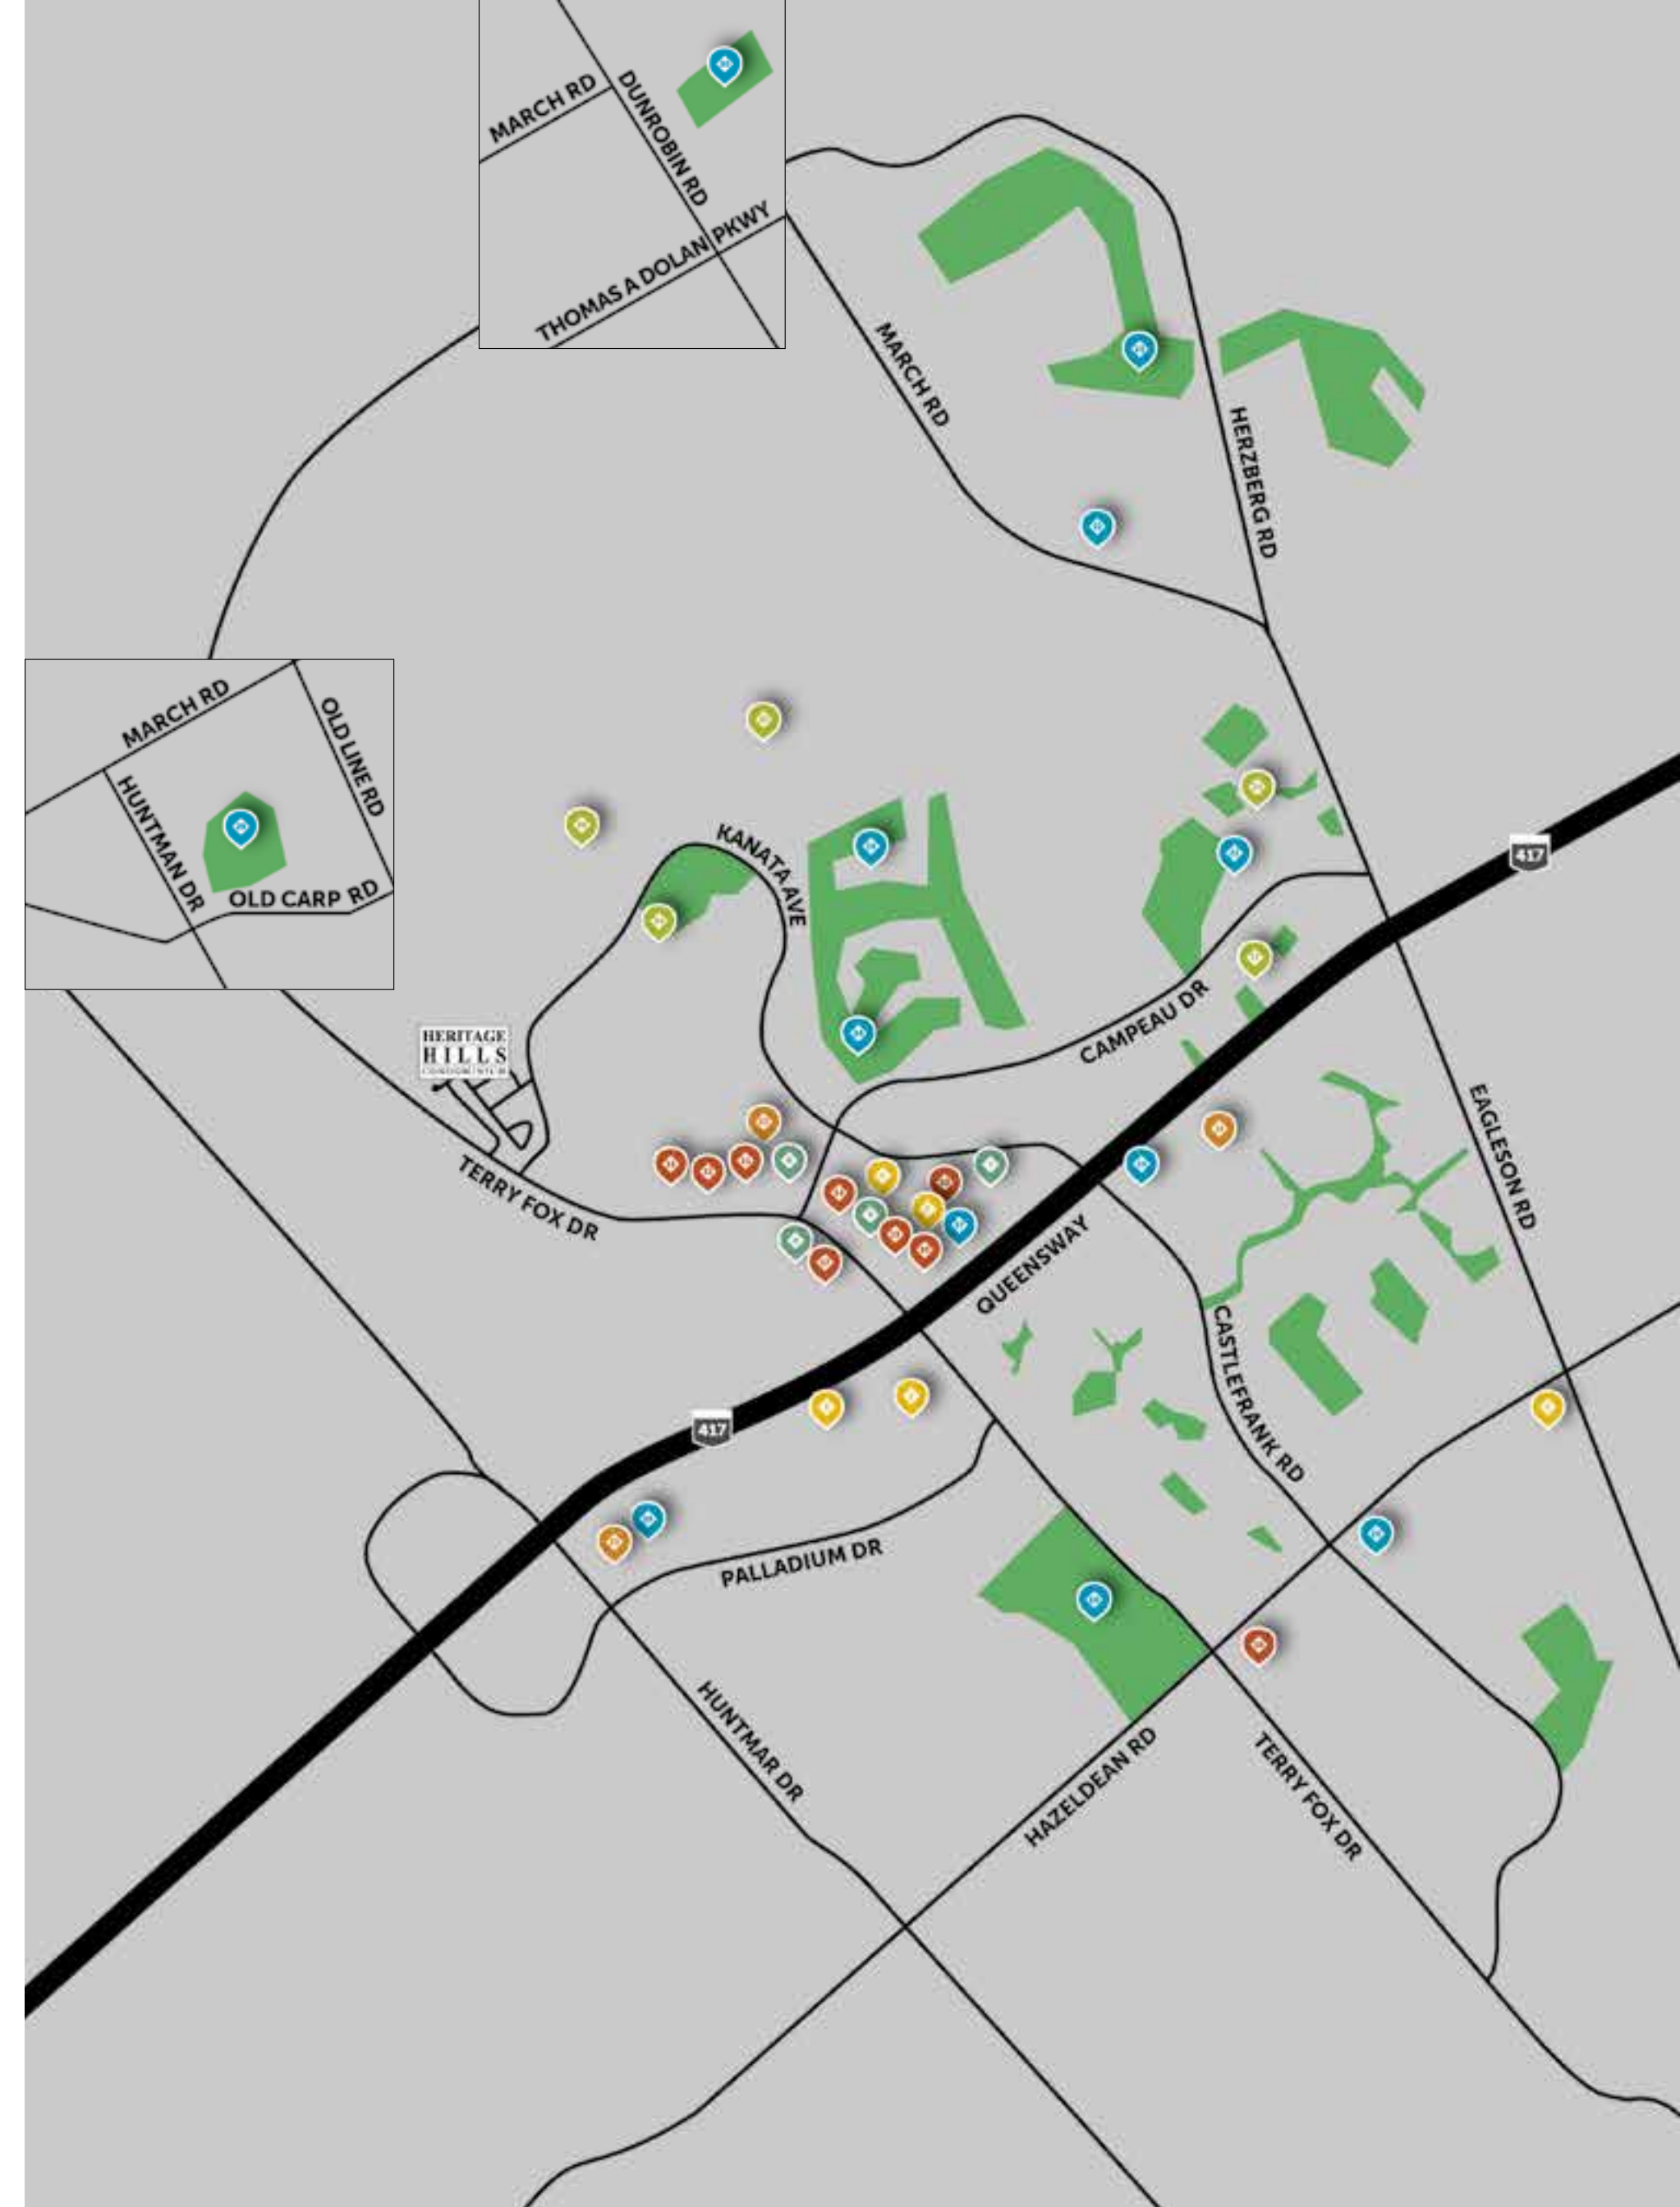 MARCH RD
DUNROBIN RD
THOMAS A DOLAN PKWY
MARCH RD
HERZBERG RD
MARCH RD
OLD LINE RD
HUNTMAN DR
OLD CARP RD
KANATA AVE
417
CAMPEAU DR
HERITAGE
HILLS
CONDOMINIUM
TERRY FOX DR
EAGLESON RD
QUEENSWAY
CASTLEFRANK RD
417
PALLADIUM DR
HUNTMAR DR
HAZELDEAN RD
TERRY FOX DR